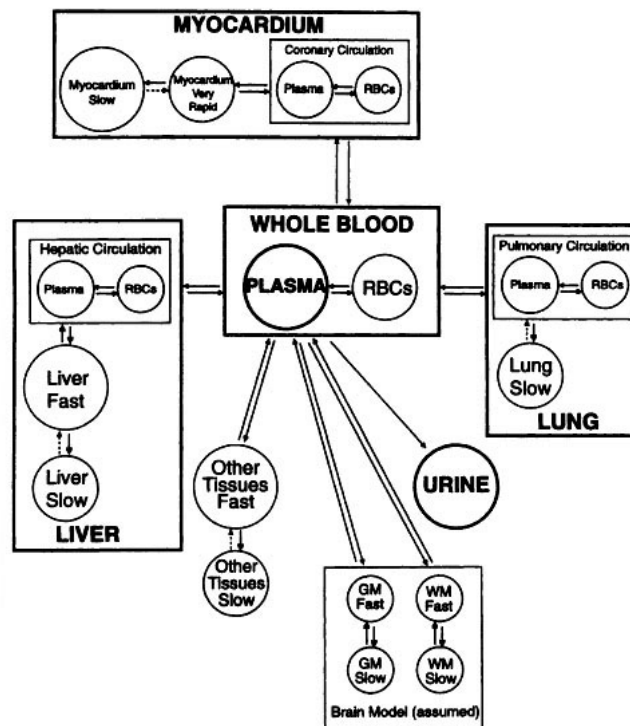 MYOCARDIUM
Coronary Circulation
Myocardium
Slow
Myocardium
Very
Rapid
Plasma
RBCs
WHOLE BLOOD
PLASMA
RBCs
Hepatic Circulation
Plasma
RBCs
Liver
Fast
Liver
Slow
LIVER
Pulmonary Circulation
Plasma
RBCs
Lung
Slow
LUNG
Other
Tissues
Fast
Other
Tissues
Slow
URINE
GM
Fast
WM
Fast
GM
Slow
WM
Slow
Brain Model (assumed)